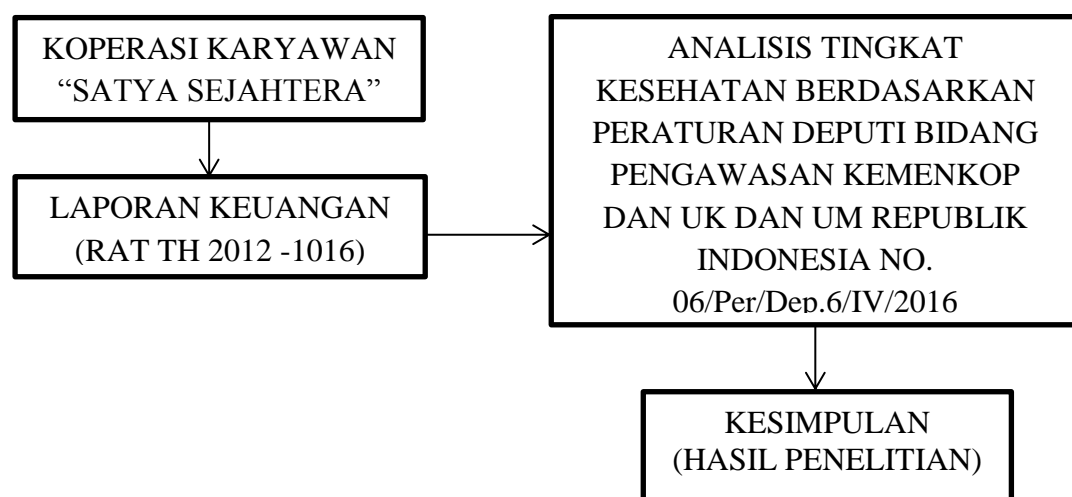 KOPERASI KARYAWAN
“SATYA SEJAHTERA”
LAPORAN KEUANGAN
(RAT TH 2012 -1016)
ANALISIS TINGKAT
KESEHATAN BERDASARKAN
PERATURAN DEPUTI BIDANG
PENGAWASAN KEMENKOP
DAN UK DAN UM REPUBLIK
INDONESIA NO.
06/Per/Dep.6/IV/2016
KESIMPULAN
(HASIL PENELITIAN)